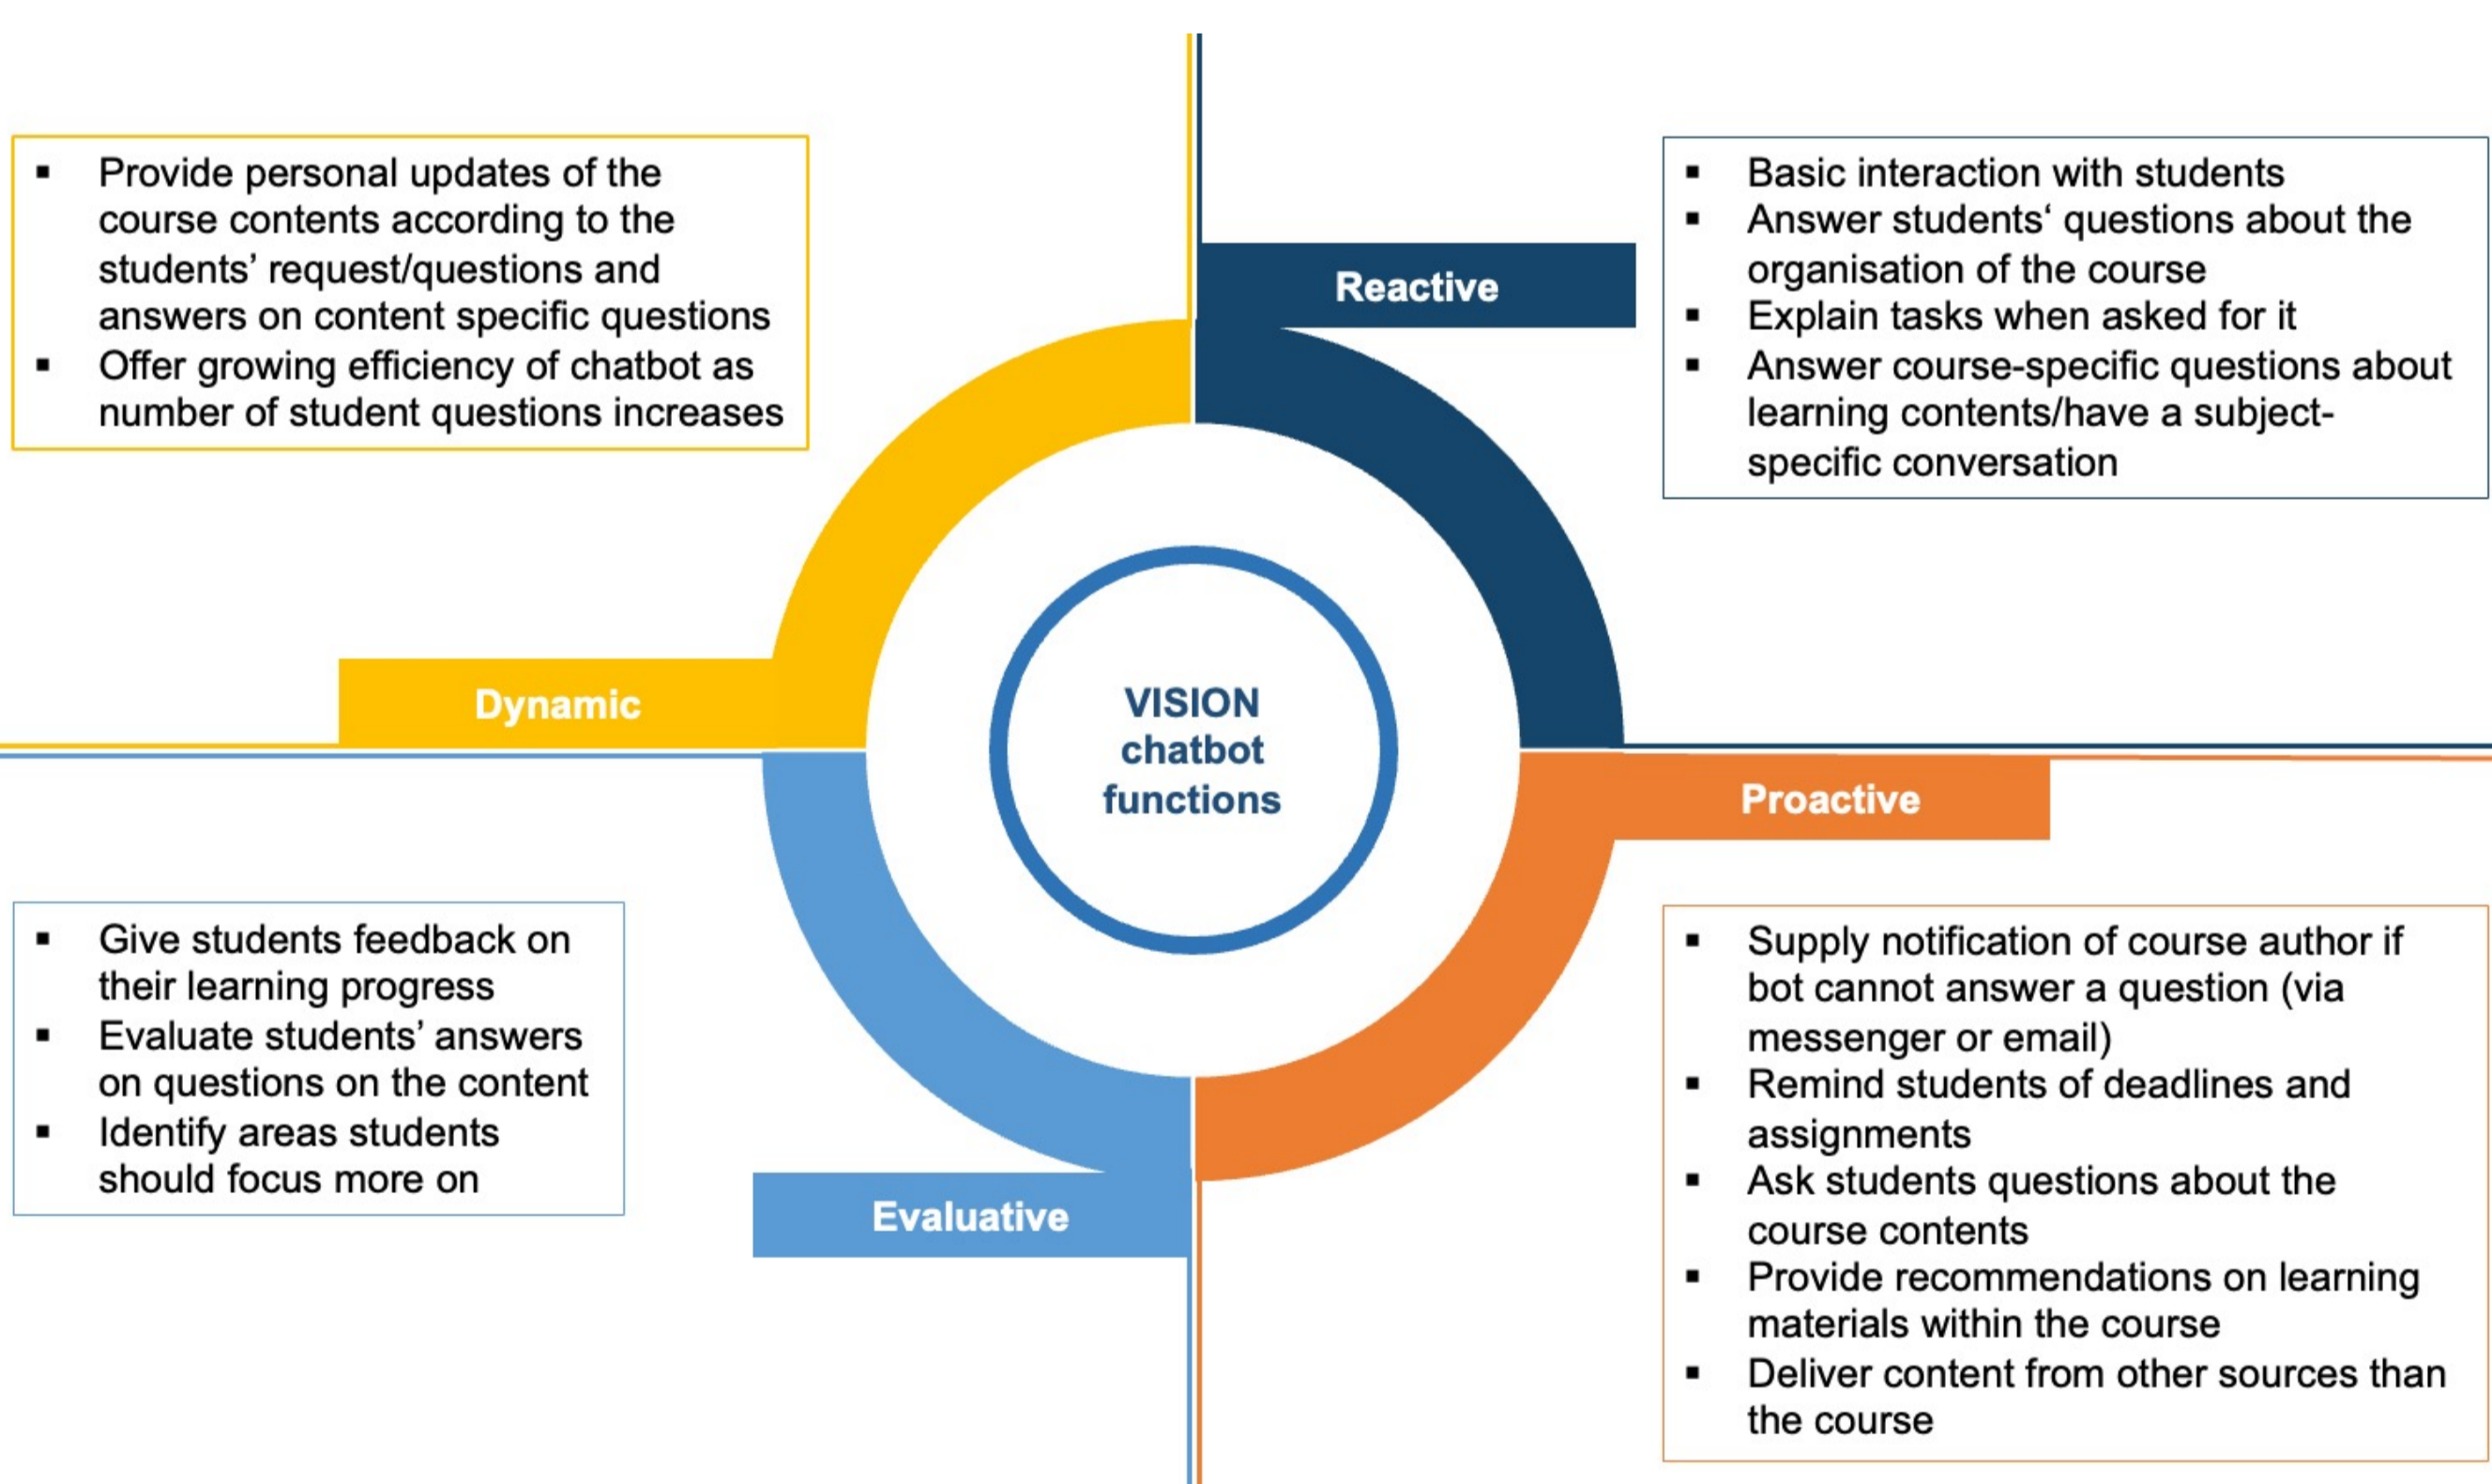 ▪ Provide personal updates of the
course contents according to the
students’ request/questions and
answers on content specific questions
▪ Offer growing efficiency of chatbot as
number of student questions increases
Reactive
▪ Basic interaction with students
▪ Answer students‘ questions about the
organisation of the course
▪ Explain tasks when asked for it
▪ Answer course-specific questions about
learning contents/have a subject-
specific conversation
Dynamic
VISION
chatbot
functions
Proactive
▪ Give students feedback on
their learning progress
▪ Evaluate students’ answers
on questions on the content
▪ Identify areas students
should focus more on
Evaluative
▪ Supply notification of course author if
bot cannot answer a question (via
messenger or email)
▪ Remind students of deadlines and
assignments
▪ Ask students questions about the
course contents
▪ Provide recommendations on learning
materials within the course
▪ Deliver content from other sources than
the course